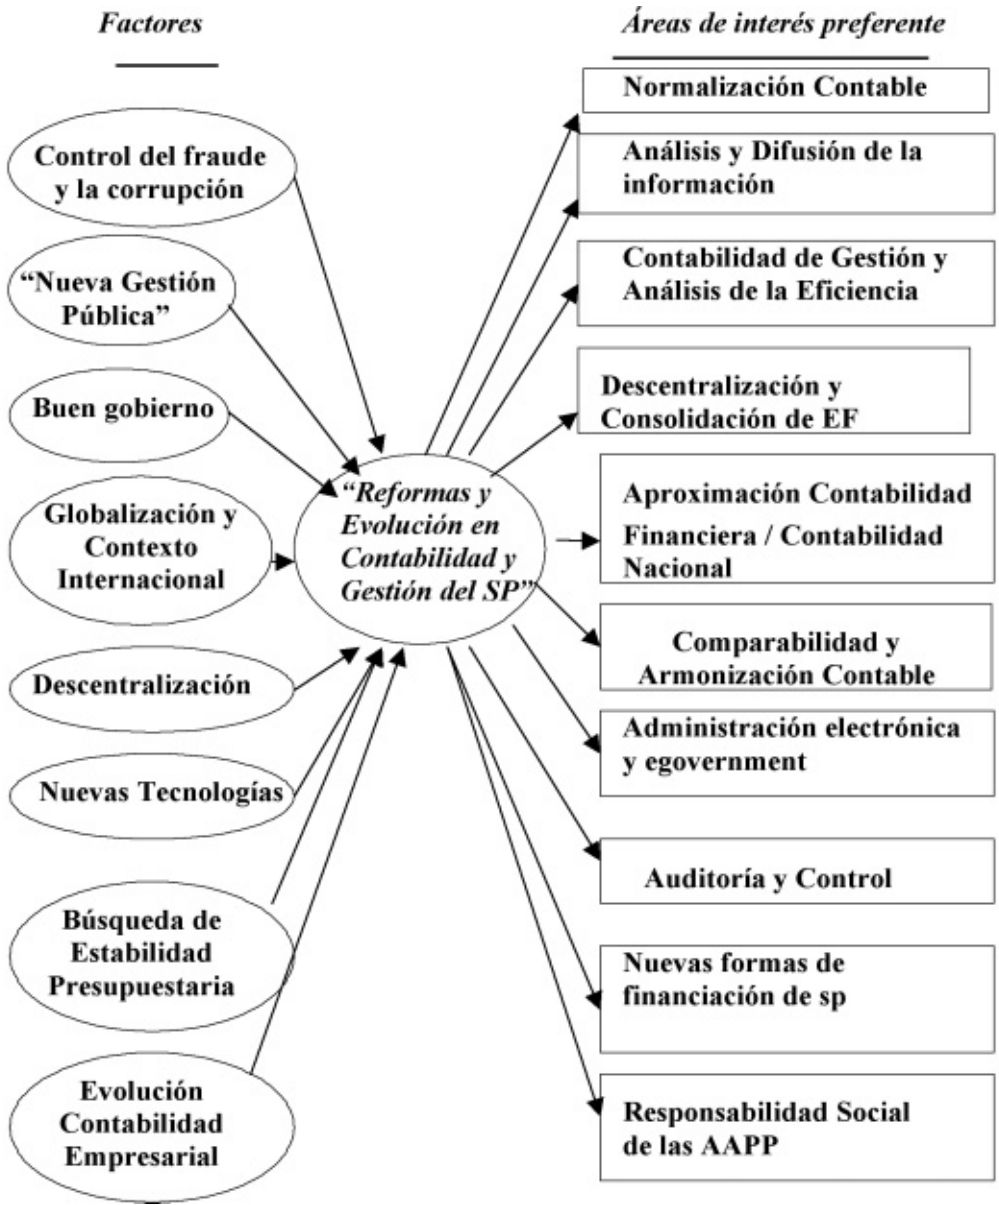 Factores
Control del fraude
y la corrupción
“Nueva Gestión
Pública”
Buen gobierno
Globalización y
Contexto
Internacional
Descentralización
Nuevas Tecnologías
Búsqueda de
Estabilidad
Presupuestaria
Evolución
Contabilidad
Empresarial
“Reformas y
Evolución en
Contabilidad y
Gestión del SP”
Áreas de interés preferente
Normalización Contable
Análisis y Difusión de la
información
Contabilidad de Gestión y
Análisis de la Eficiencia
Descentralización y
Consolidación de EF
Aproximación Contabilidad
Financiera / Contabilidad
Nacional
Comparabilidad y
Armonización Contable
Administración electrónica
y egovernment
Auditoría y Control
Nuevas formas de
financiación de sp
Responsabilidad Social
de las AAPP